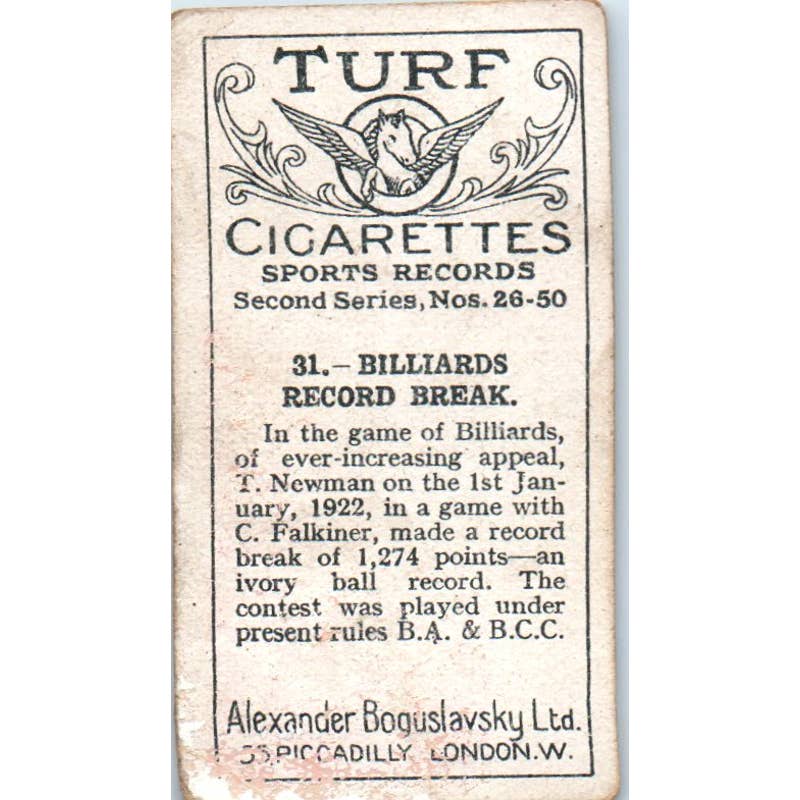 TURF
CIGARETTES
SPORTS RECORDS
Second Series, Nos. 26-50
31.—BILLIARDS
RECORD BREAK.
In the game of Billiards,
of ever-increasing appeal,
T. Newman on the 1st Jan-
uary, 1922, in a game with
C. Falkiner, made a record
break of 1,274 points—an
ivory ball record. The
contest was played under
present rules B.A. & B.C.C.
Alexander Boguslavsky Ltd.
PICCADILLY LONDON.W.